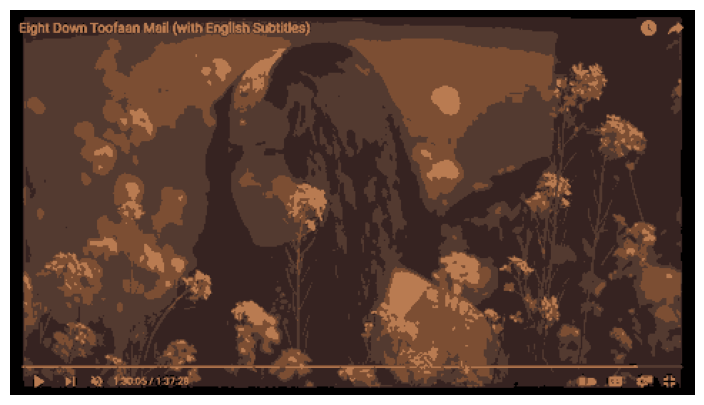 Eight Down Toofaan Mail (with English Subtitles)
1:30:05 / 1:37:28